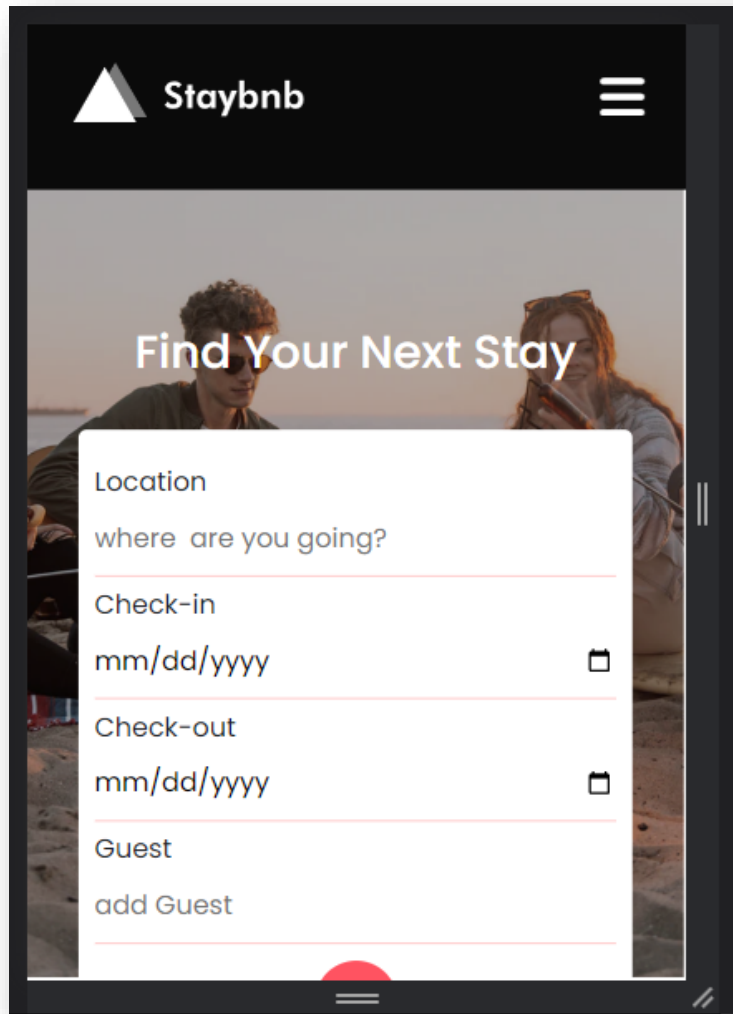 Staybnb
Find Your Next Stay
Location
where  are you going?
Check-in
mm/dd/yyyy
Check-out
mm/dd/yyyy
Guest
add Guest